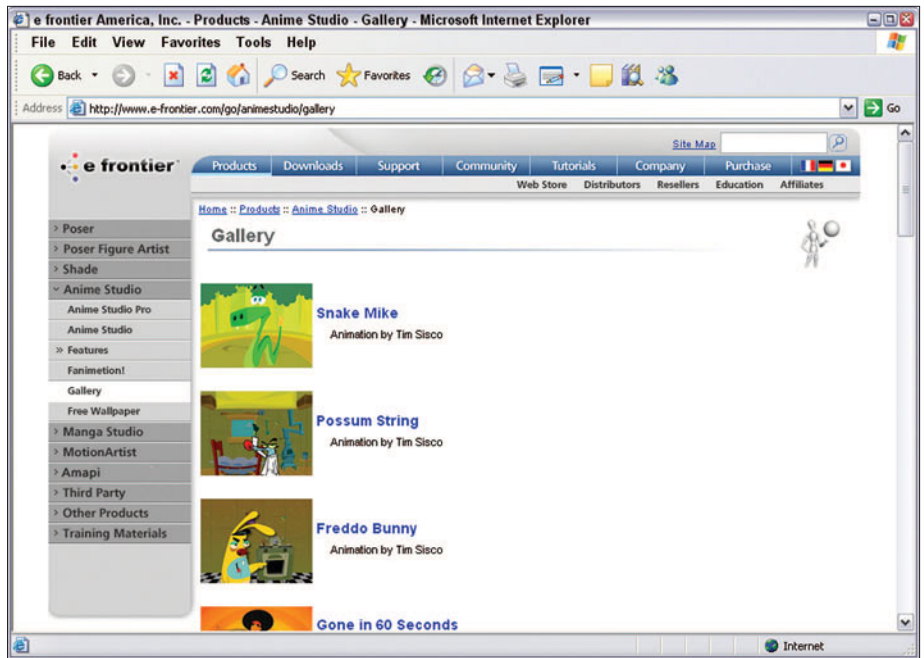 e frontier America, Inc. - Products - Anime Studio - Gallery - Microsoft Internet Explorer
File Edit View Favorites Tools Help
Back Search Favorites
Address http://www.e-frontier.com/go/animestudio/gallery Go
Site Map
e frontier
Products Downloads Support Community Tutorials Company Purchase
Web Store Distributors Resellers Education Affiliates
Home :: Products :: Anime Studio :: Gallery
Gallery
> Poser
> Poser Figure Artist
> Shade
Anime Studio
Anime Studio Pro
Anime Studio
» Features
Fanimetion!
Gallery
Free Wallpaper
> Manga Studio
> MotionArtist
> Amapi
> Third Party
> Other Products
> Training Materials
Snake Mike
Animation by Tim Sisco
Possum String
Animation by Tim Sisco
Freddo Bunny
Animation by Tim Sisco
Gone in 60 Seconds
Internet